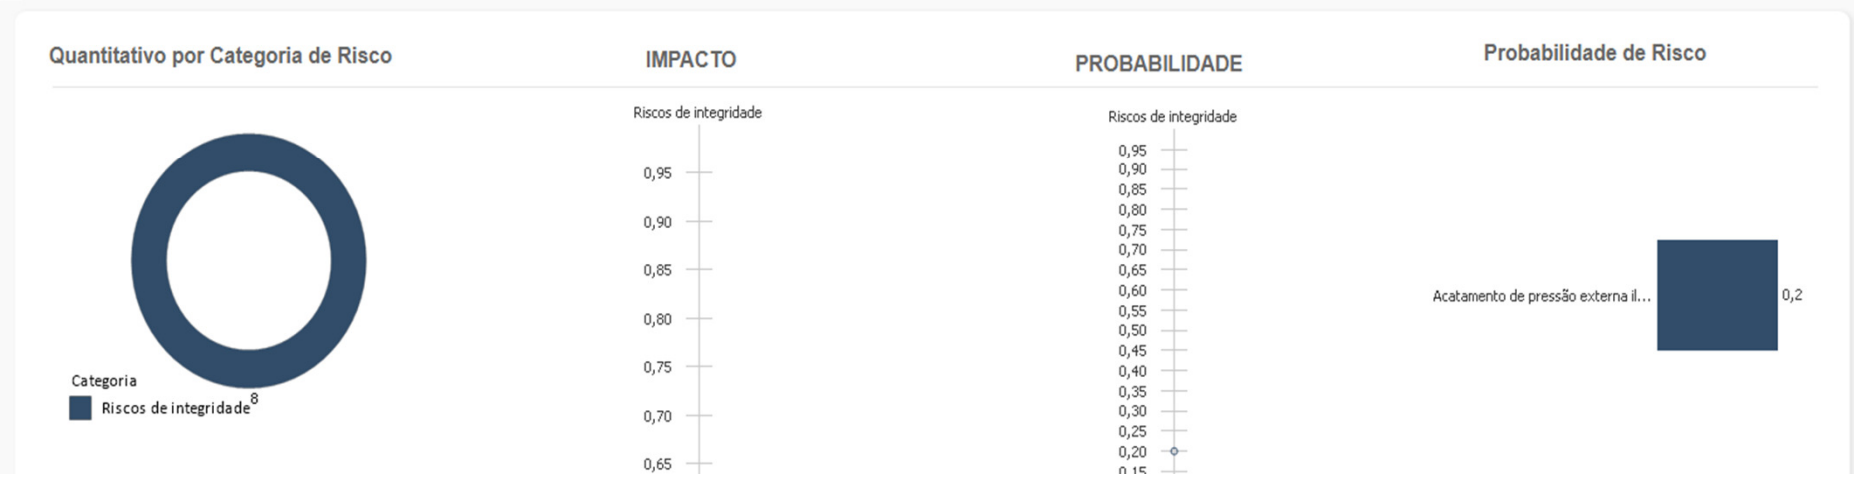 Quantitativo por Categoria de Risco
Categoria
Riscos de integridade
8
IMPACTO
Riscos de integridade
0,95
0,90
0,85
0,80
0,75
0,70
0,65
PROBABILIDADE
Riscos de integridade
0,95
0,90
0,85
0,80
0,75
0,70
0,65
0,60
0,55
0,50
0,45
0,40
0,35
0,30
0,25
0,20
0,15
Probabilidade de Risco
Acatamento de pressão externa il... 0,2